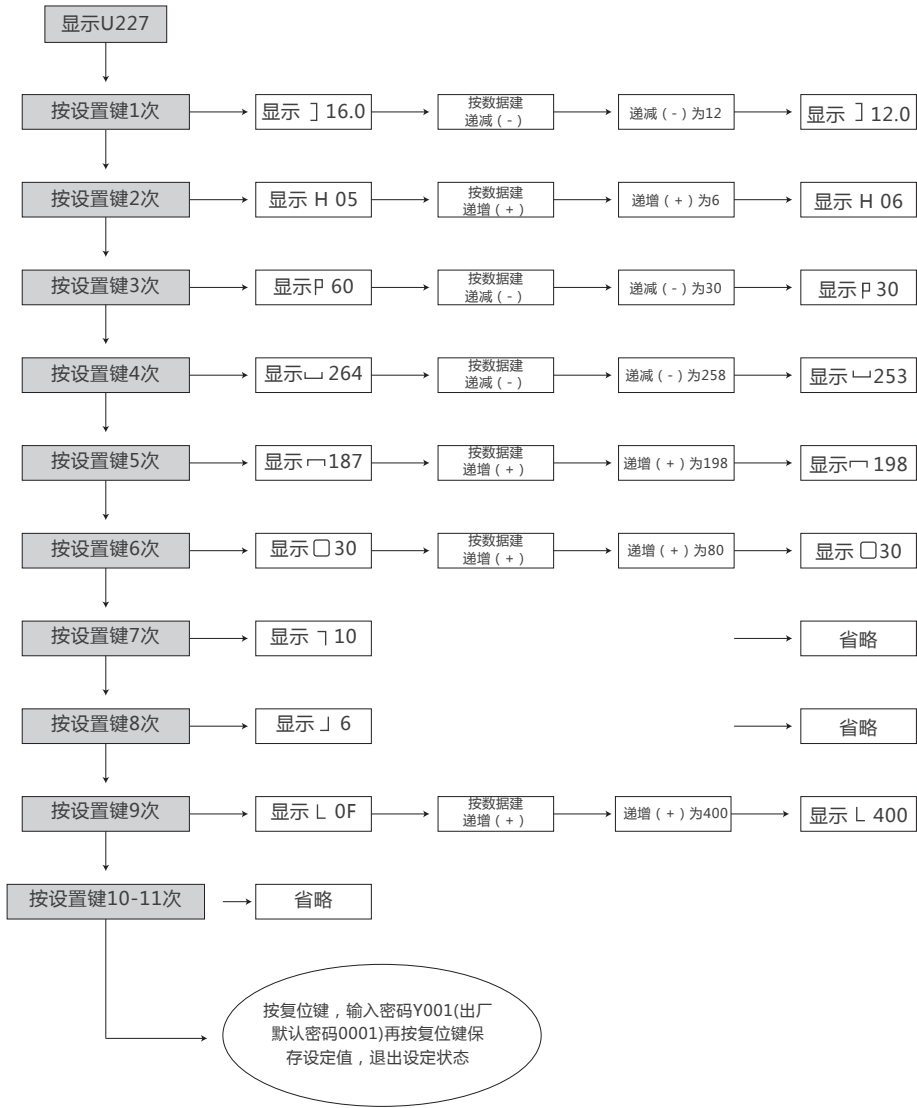 显示U227
按设置键1次
显示 ］16.0
按数据建
递减 ( - )
递减 ( - ) 为12
显示 ］12.0
按设置键2次
显示 H 05
按数据建
递增 ( + )
递增 ( + ) 为6
显示 H 06
按设置键3次
显示P 60
按数据建
递减 ( - )
递减 ( - ) 为30
显示P 30
按设置键4次
显示⎵ 264
按数据建
递减 ( - )
递减 ( - ) 为258
显示 ⎵253
按设置键5次
显示⎴187
按数据建
递增 ( + )
递增 ( + ) 为198
显示⎴ 198
按设置键6次
显示 ▢30
按数据建
递增 ( + )
递增 ( + ) 为80
显示 ▢30
按设置键7次
显示 ㄱ10
省略
按设置键8次
显示 ┘ 6
省略
按设置键9次
显示 L 0F
按数据建
递增 ( + )
递增 ( + ) 为400
显示 L 400
按设置键10-11次
省略
按复位键，输入密码Y001(出厂
默认密码0001)再按复位键保
存设定值，退出设定状态